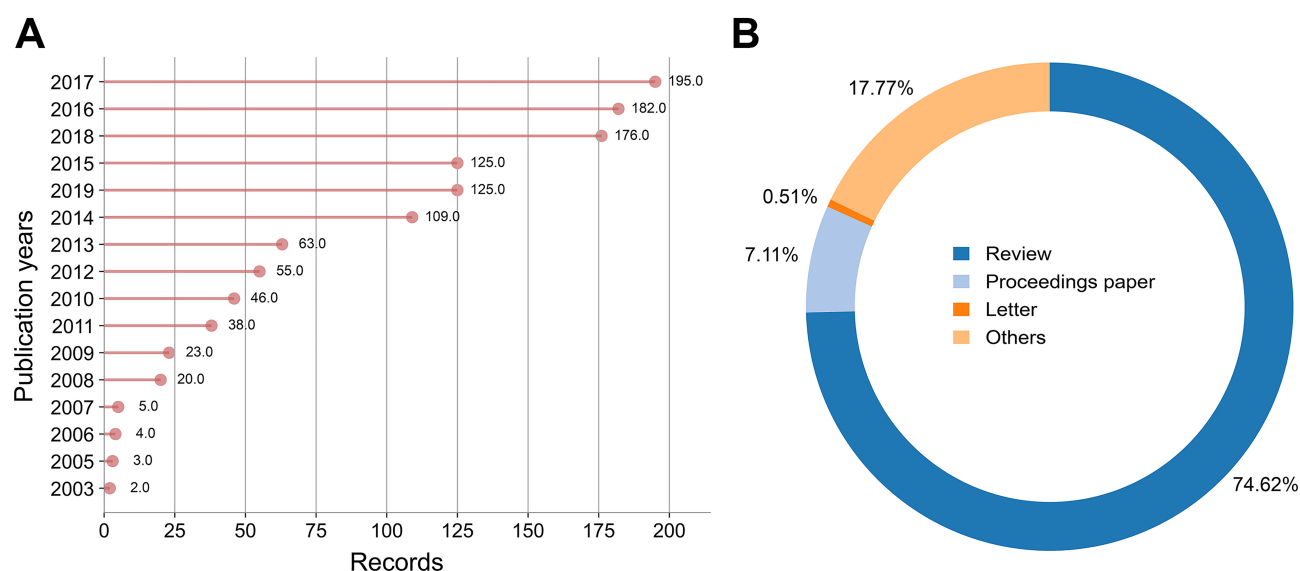 A
Publication years
2017 195.0
2016 182.0
2018 176.0
2015 125.0
2019 125.0
2014 109.0
2013 63.0
2012 55.0
2010 46.0
2011 38.0
2009 23.0
2008 20.0
2007 5.0
2006 4.0
2005 3.0
2003 2.0
0 25 50 75 100 125 150 175 200
Records
B
17.77%
0.51%
7.11%
74.62%
Review
Proceedings paper
Letter
Others